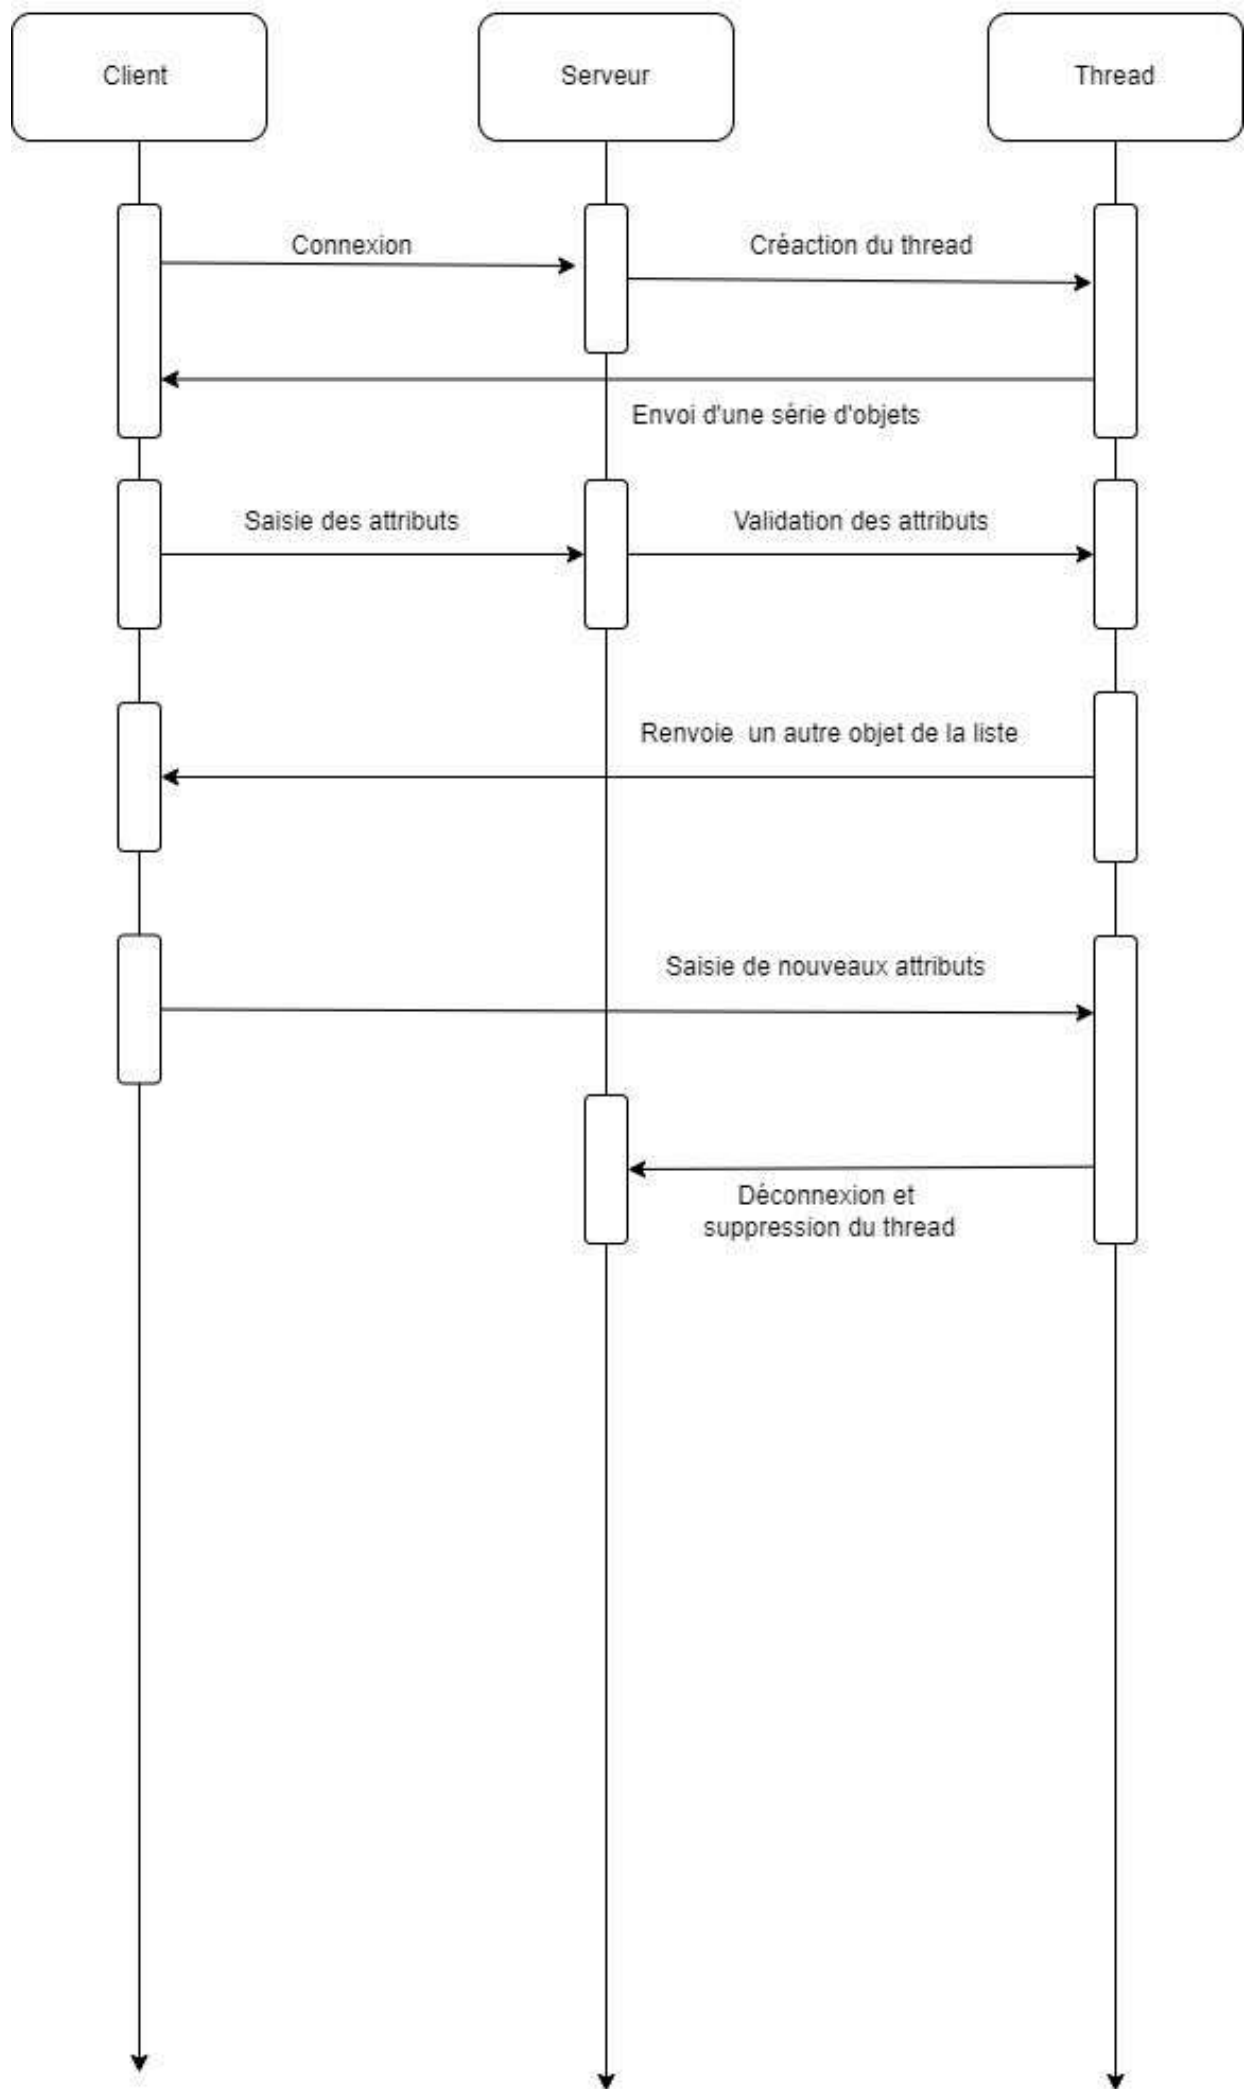 Client
Serveur
Thread
Connexion
Créaction du thread
Envoi d'une série d'objets
Saisie des attributs
Validation des attributs
Renvoie un autre objet de la liste
Saisie de nouveaux attributs
Déconnexion et
suppression du thread